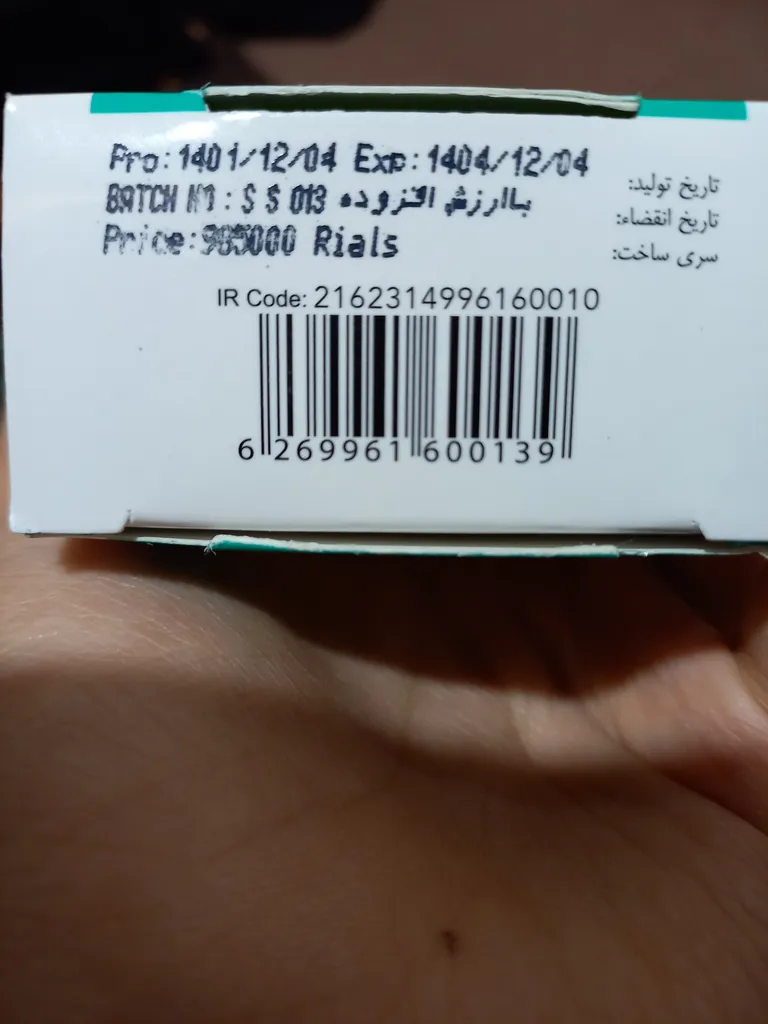 Pro: 1401/12/04 Exp: 1404/12/04
BATCH NO : S S 013 باارزش افزوده
Price: 985000 Rials
تاریخ تولید:
تاریخ انقضاء:
سری ساخت:
IR Code: 2162314996160010
6 269961 600139